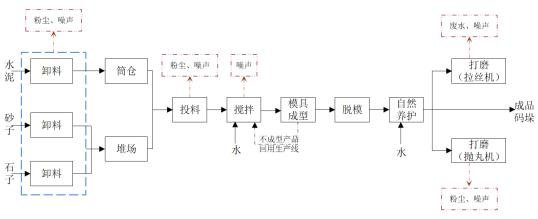 粉尘、噪声
废水、噪声
水
泥
卸料
筒仓
粉尘、噪声
噪声
打磨
(拉丝机)
砂
子
卸料
堆场
投料
搅拌
模具
成型
脱模
自然
养护
成品
码垛
水
不成型产品
回用生产线
水
石
子
卸料
打磨
(抛丸机)
粉尘、噪声